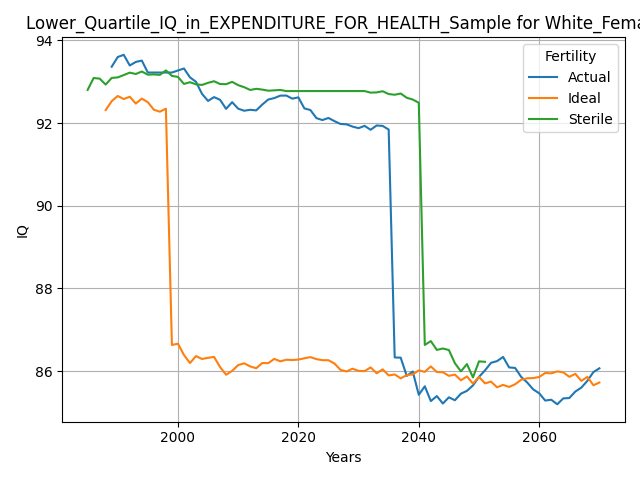 Lower_Quartile_IQ_in_EXPENDITURE_FOR_HEALTH_Sample for White_Fema
94
92
90
88
86
IQ
2000
2020
2040
2060
Years
Fertility
Actual
Ideal
Sterile